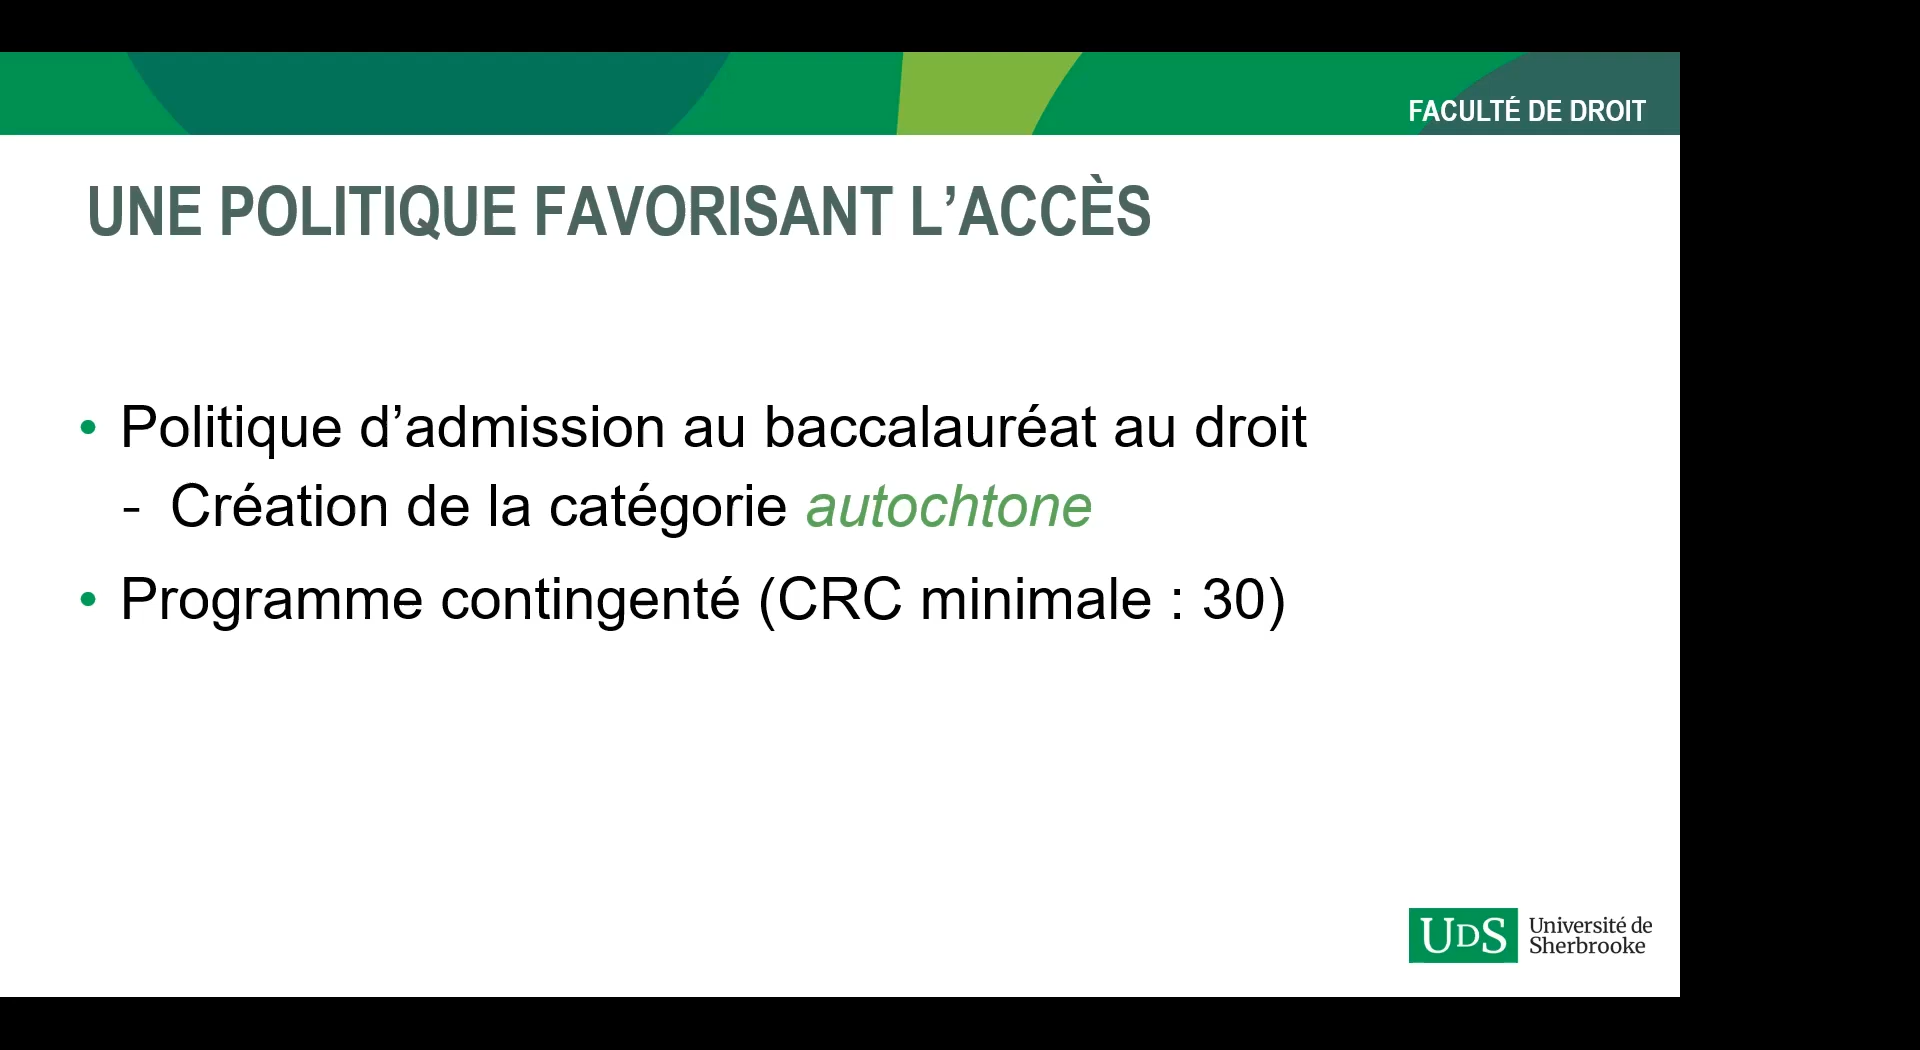 FACULTÉ DE DROIT
UNE POLITIQUE FAVORISANT L’ACCÈS
• Politique d’admission au baccalauréat au droit
- Création de la catégorie autochtone
• Programme contingenté (CRC minimale : 30)
UDS Université de
Sherbrooke